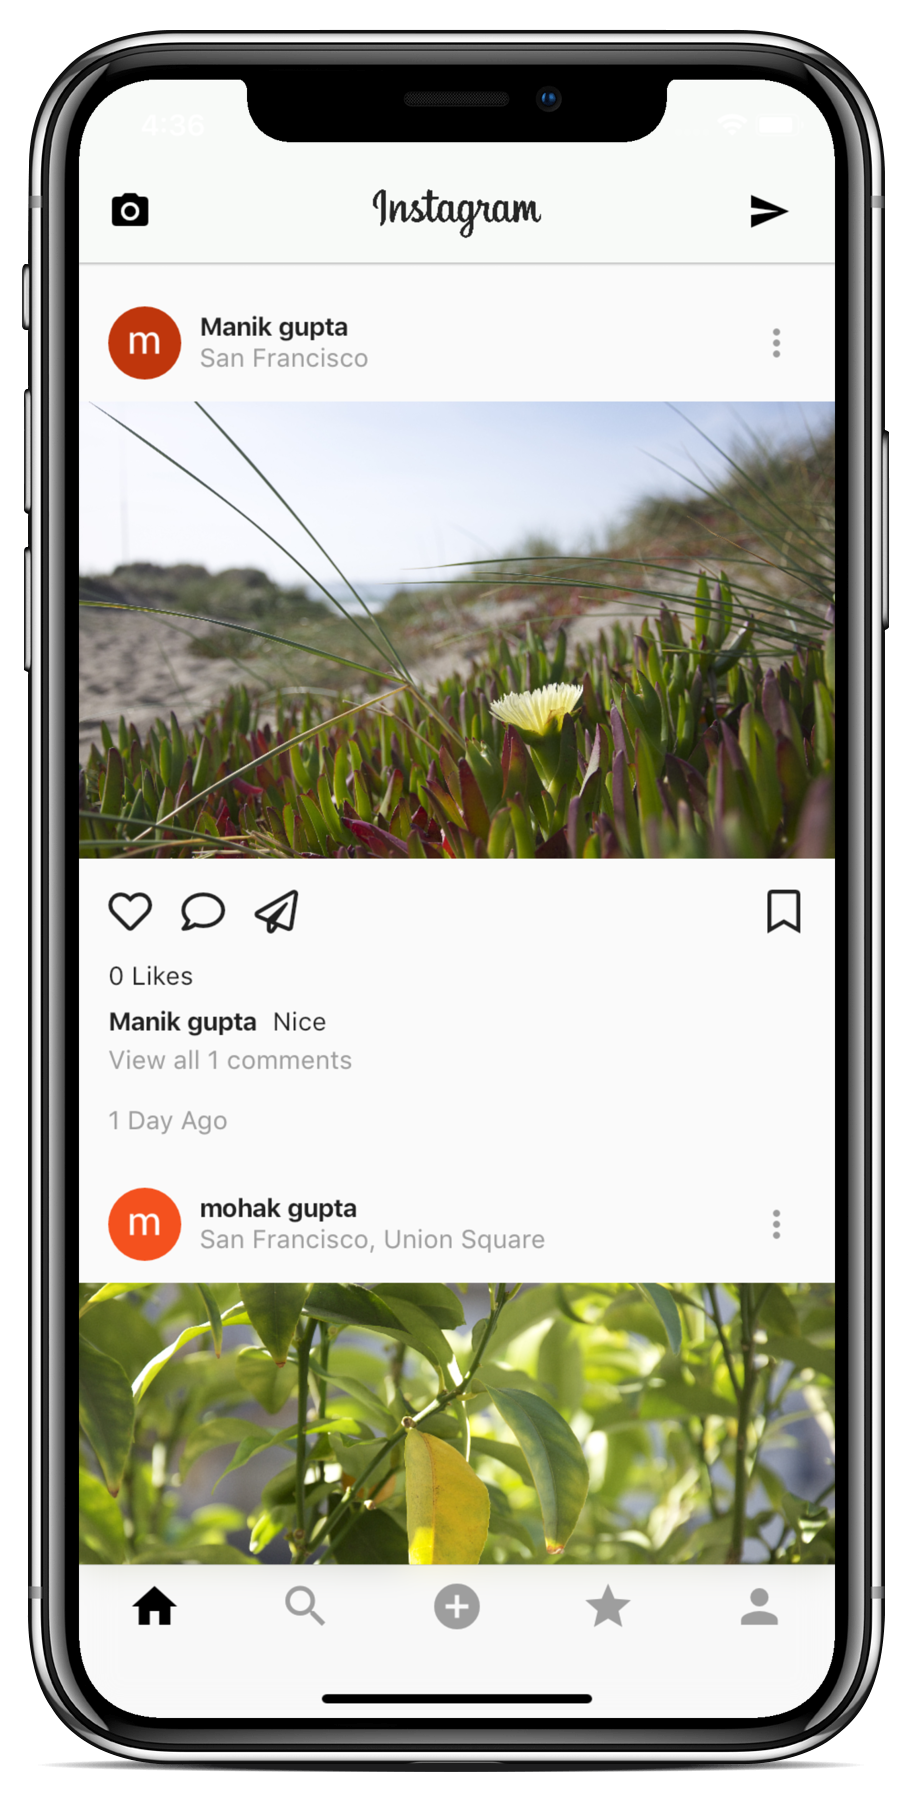 4:36
Instagram
m
Manik gupta
San Francisco
0 Likes
Manik gupta Nice
View all 1 comments
1 Day Ago
m
mohak gupta
San Francisco, Union Square